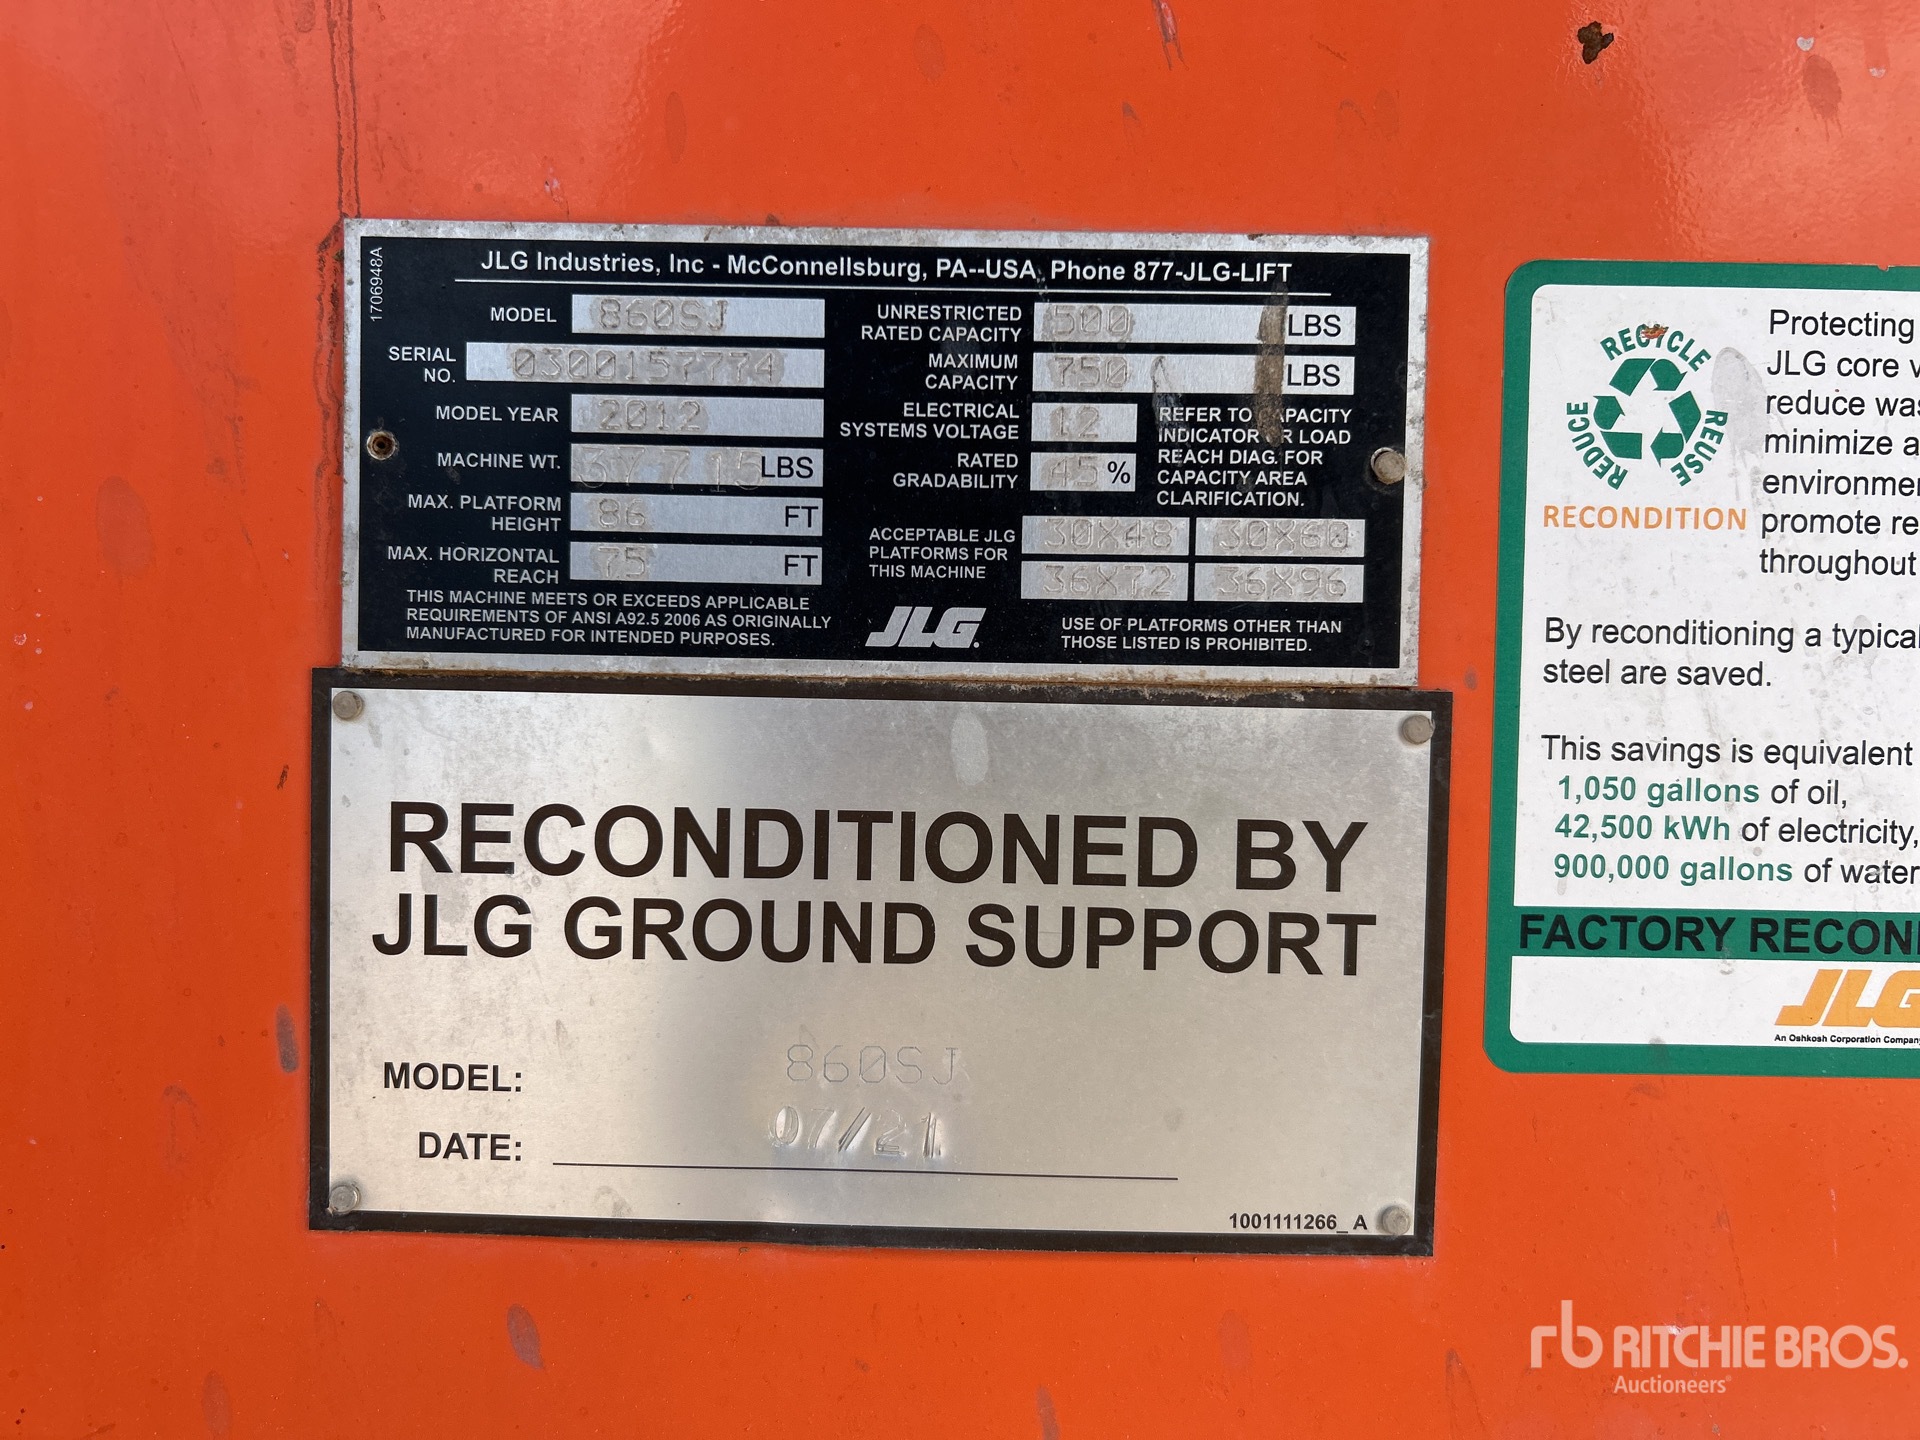 1706948A
JLG Industries, Inc - McConnellsburg, PA--USA, Phone 877-JLG-LIFT
MODEL 860SJ
SERIAL NO. 0300157774
MODEL YEAR 2012
MACHINE WT. 37715 LBS
MAX. PLATFORM HEIGHT 86 FT
MAX. HORIZONTAL REACH 75 FT
THIS MACHINE MEETS OR EXCEEDS APPLICABLE
REQUIREMENTS OF ANSI A92.5 2006 AS ORIGINALLY
MANUFACTURED FOR INTENDED PURPOSES.
UNRESTRICTED RATED CAPACITY 500 LBS
MAXIMUM CAPACITY 750 LBS
ELECTRICAL SYSTEMS VOLTAGE 12
RATED GRADABILITY 45 %
REFER TO CAPACITY
INDICATOR OR LOAD
REACH DIAG. FOR
CAPACITY AREA
CLARIFICATION.
ACCEPTABLE JLG
PLATFORMS FOR
THIS MACHINE
30X48 30X60
36X72 36X96
JLG
USE OF PLATFORMS OTHER THAN
THOSE LISTED IS PROHIBITED.
RECONDITIONED BY
JLG GROUND SUPPORT
MODEL: 860SJ
DATE: 07/21
1001111266_ A
RECYCLE
REUSE
REDUCE
RECONDITION
Protecting
JLG core v
reduce was
minimize a
environmen
promote re
throughout
By reconditioning a typical
steel are saved.
This savings is equivalent
1,050 gallons of oil,
42,500 kWh of electricity,
900,000 gallons of water
FACTORY RECON
JLG
An Oshkosh Corporation Company
rb RITCHIE BROS.
Auctioneers